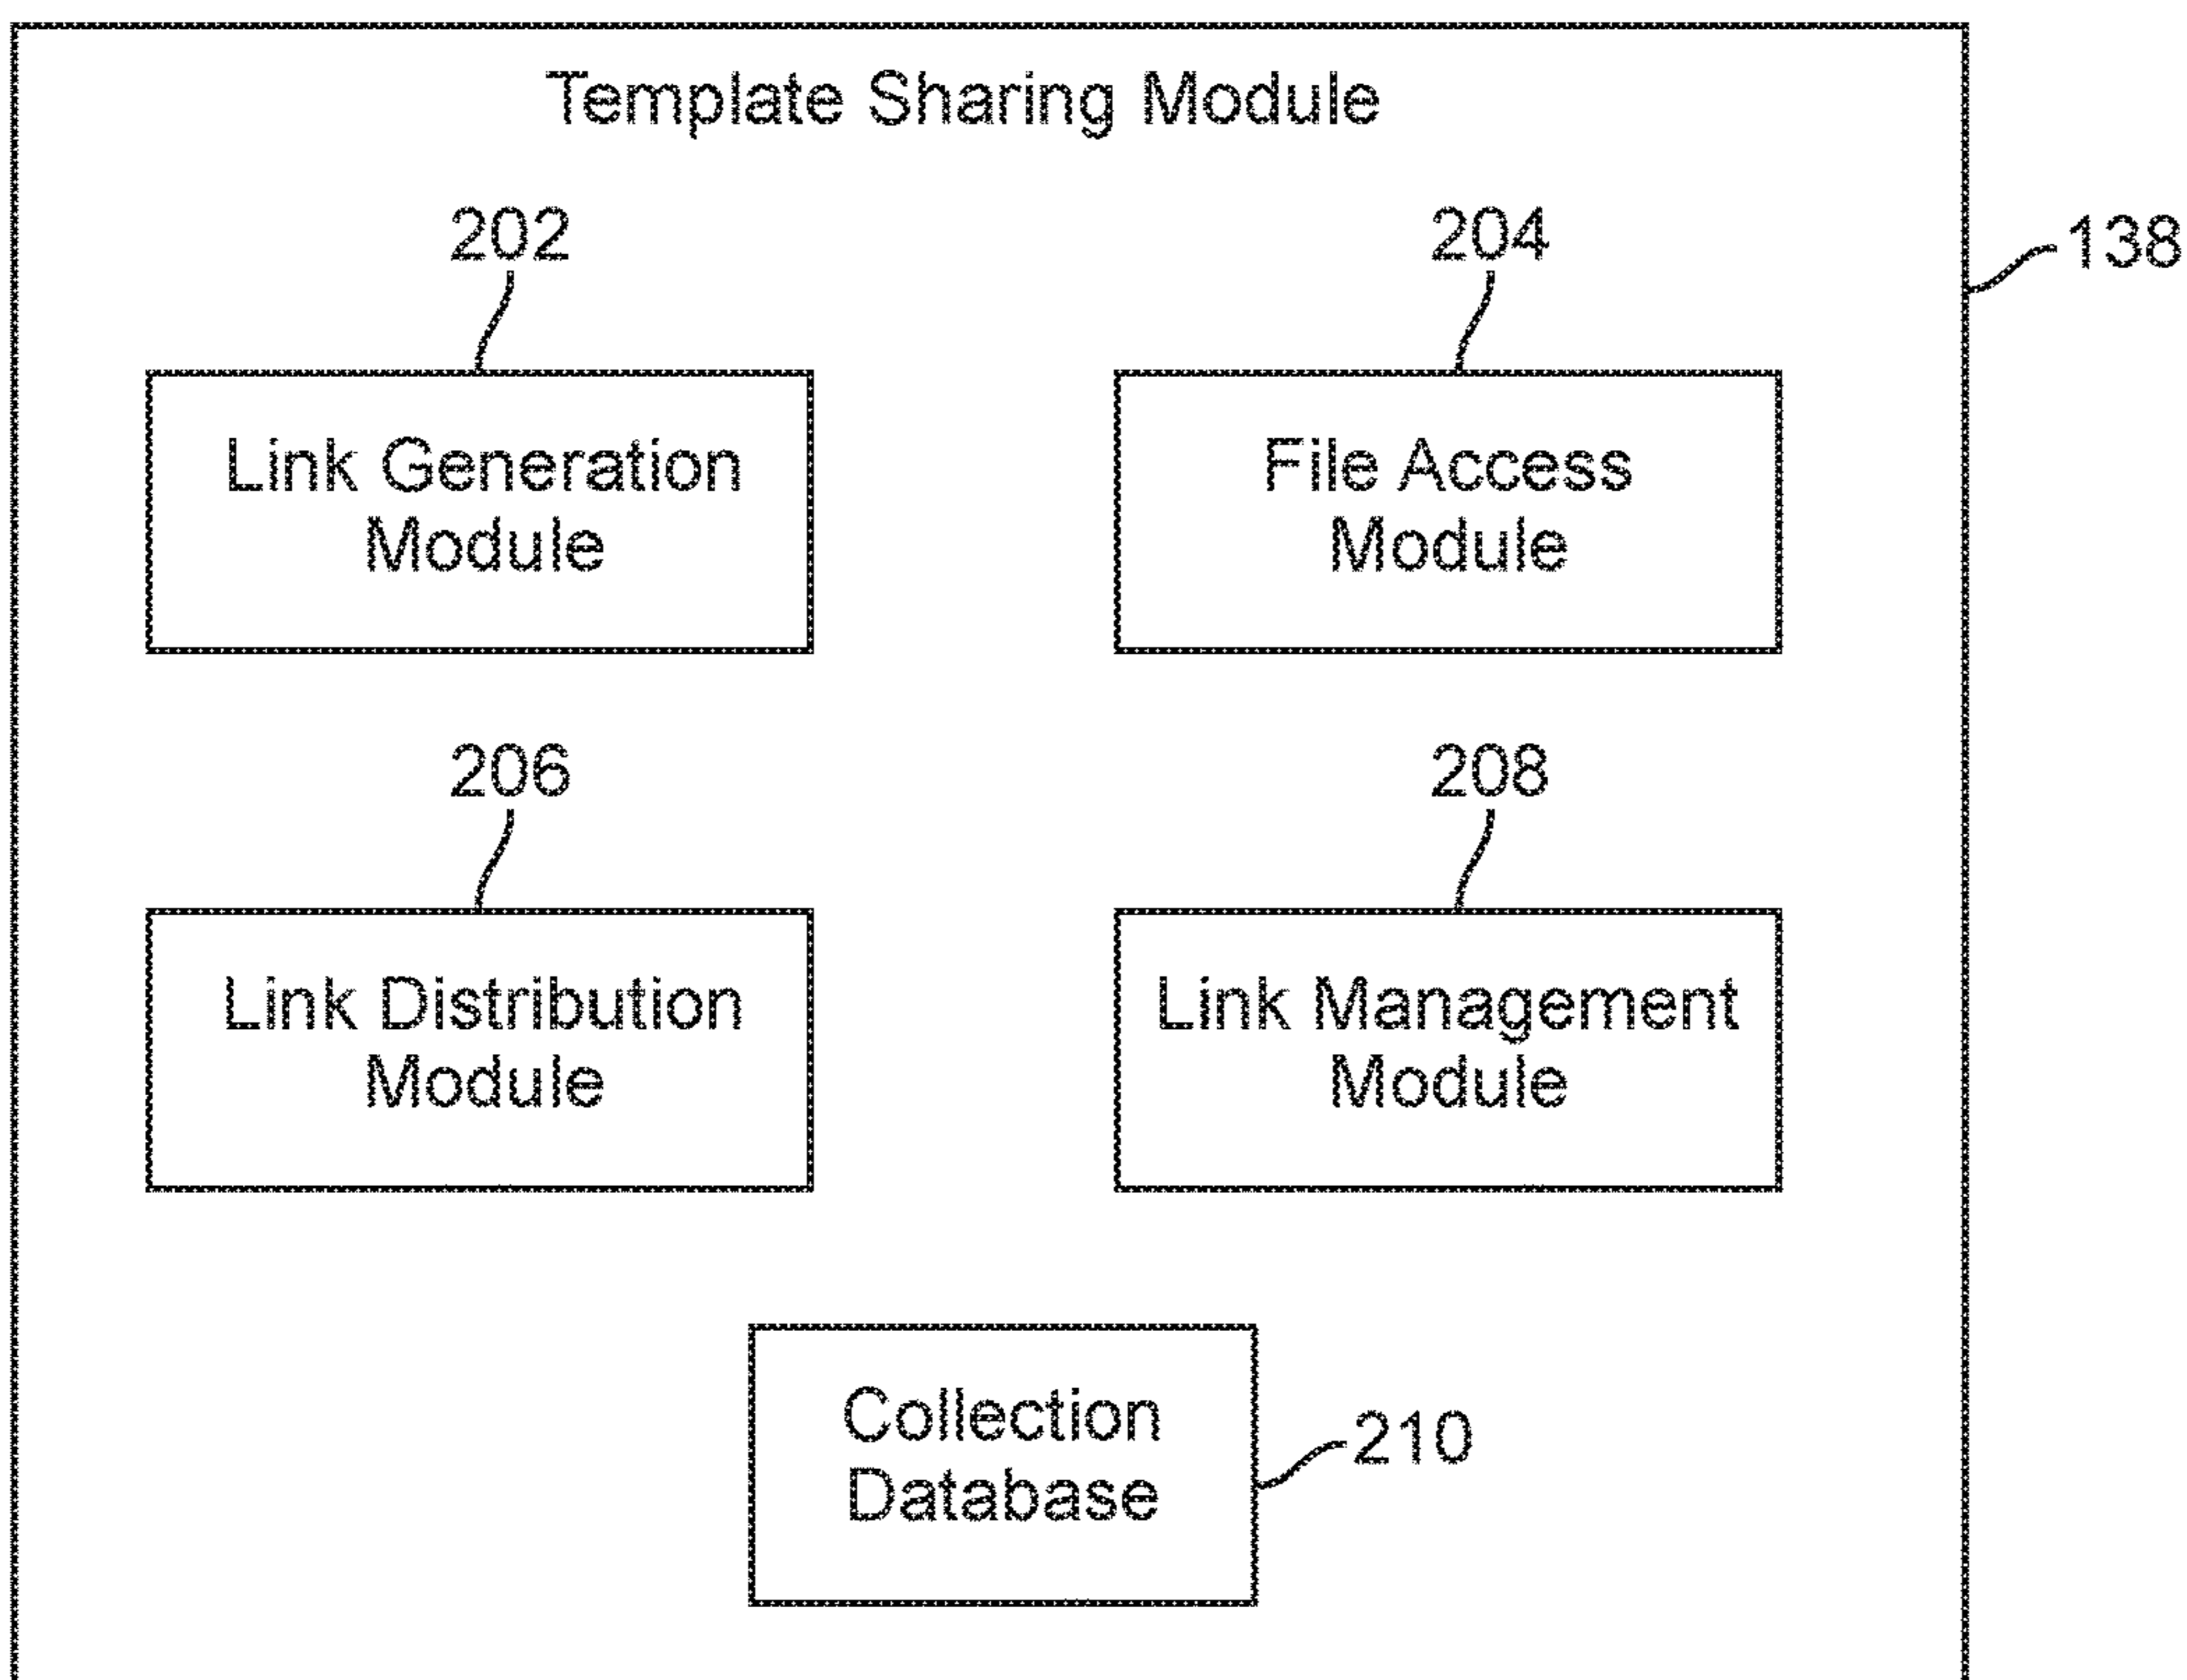 Template Sharing Module
202
204
138
Link Generation
Module
File Access
Module
206
208
Link Distribution
Module
Link Management
Module
Collection
Database
210